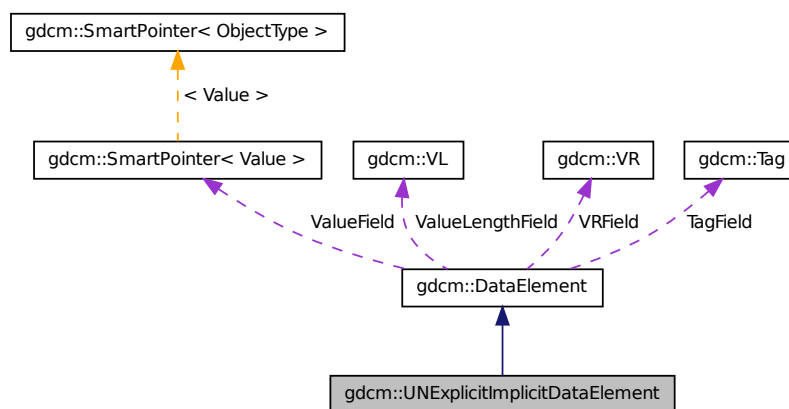 gdcm::SmartPointer< ObjectType >
< Value >
gdcm::SmartPointer< Value >
gdcm::VL
gdcm::VR
gdcm::Tag
ValueField
ValueLengthField
VRField
TagField
gdcm::DataElement
gdcm::UNExplicitImplicitDataElement